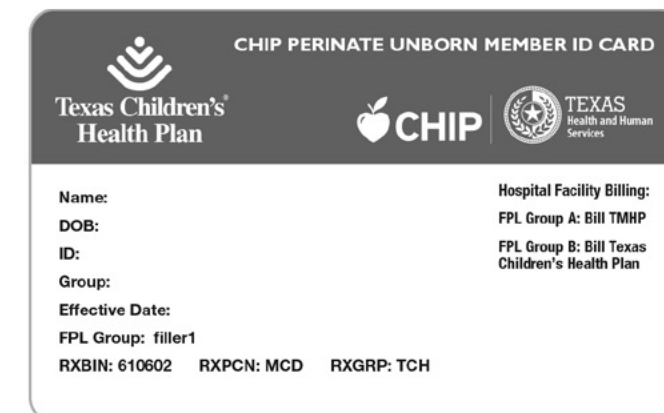 CHIP PERINATE UNBORN MEMBER ID CARD
Texas Children's®
Health Plan
CHIP
TEXAS
Health and Human
Services
Name:
DOB:
ID:
Group:
Effective Date:
FPL Group: filler1
RXBIN: 610602 RXPCN: MCD RXGRP: TCH
Hospital Facility Billing:
FPL Group A: Bill TMHP
FPL Group B: Bill Texas
Children's Health Plan